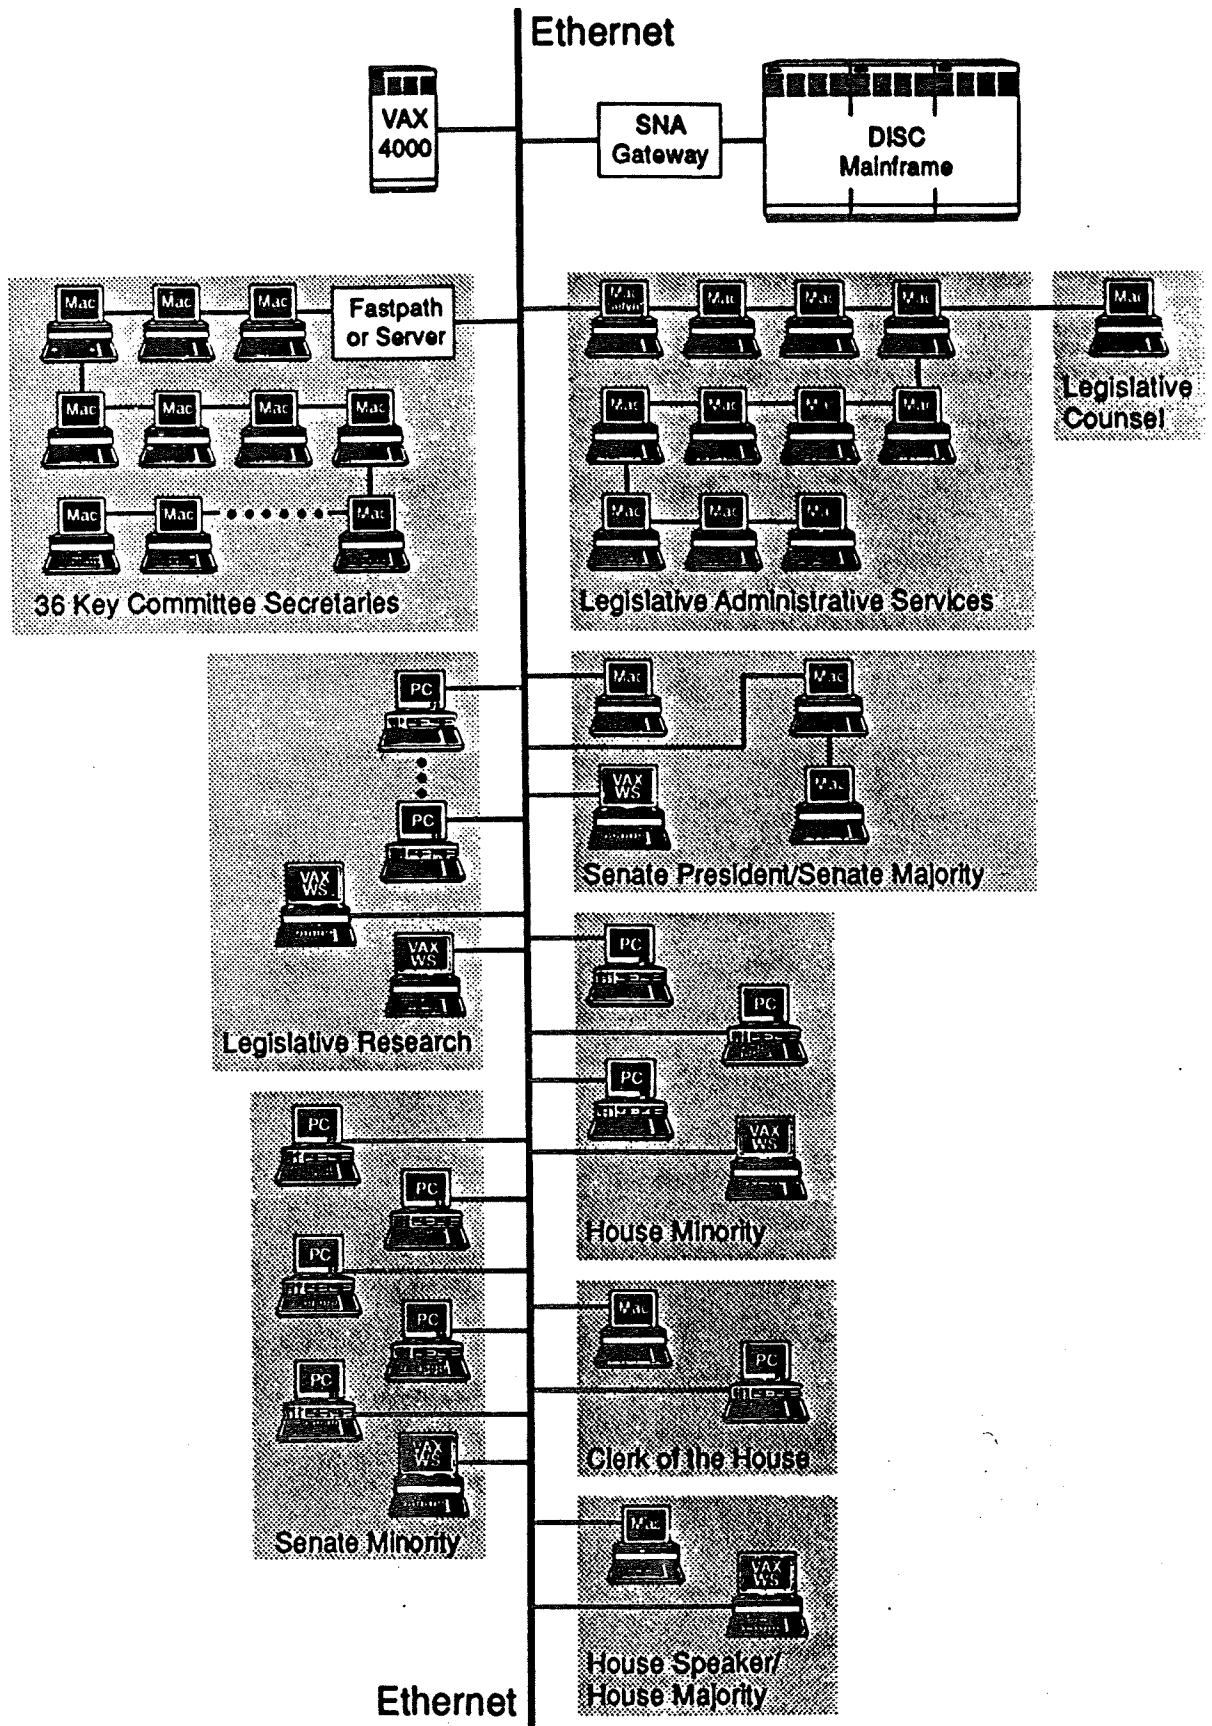 Ethernet
VAX
4000
SNA
Gateway
DISC
Mainframe
Mac
Mac
Mac
Fastpath
or Server
Mac
Mac
Mac
Mac
Mac
Mac
Mac
36 Key Committee Secretaries
Mac
Mac
Mac
Mac
Mac
Mac
Mac
Mac
Mac
Mac
Mac
Legislative Administrative Services
Mac
Legislative
Counsel
PC
PC
VAX
WS
VAX
WS
Legislative Research
Mac
Mac
VAX
WS
Mac
Senate President/Senate Majority
PC
PC
PC
VAX
WS
House Minority
PC
PC
PC
PC
PC
VAX
WS
Senate Minority
Mac
PC
Clerk of the House
Mac
VAX
WS
House Speaker/
House Majority
Ethernet